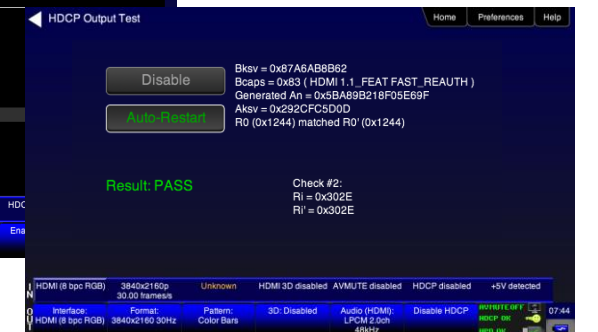 HDCP Output Test
Home
Preferences
Help
Disable
Auto-Restart
Bksv = 0x87A6AB8B62
Bcaps = 0x83 ( HDMI 1.1_FEAT FAST_REAUTH )
Generated An = 0x5BA89B218F05E69F
Aksv = 0x292CFC5D0D
R0 (0x1244) matched R0' (0x1244)
Result: PASS
Check #2:
Ri = 0x302E
Ri' = 0x302E
HDC
Ena
IN
HDMI (8 bpc RGB)
3840x2160p
30.00 frames/s
Unknown
HDMI 3D disabled
AVMUTE disabled
HDCP disabled
+5V detected
OUT
Interface:
HDMI (8 bpc RGB)
Format:
3840x2160 30Hz
Pattern:
Color Bars
3D: Disabled
Audio (HDMI):
LPCM 2.0ch
48kHz
Disable HDCP
AVMUTE OFF
HDCP OK
HPD OK
07:44